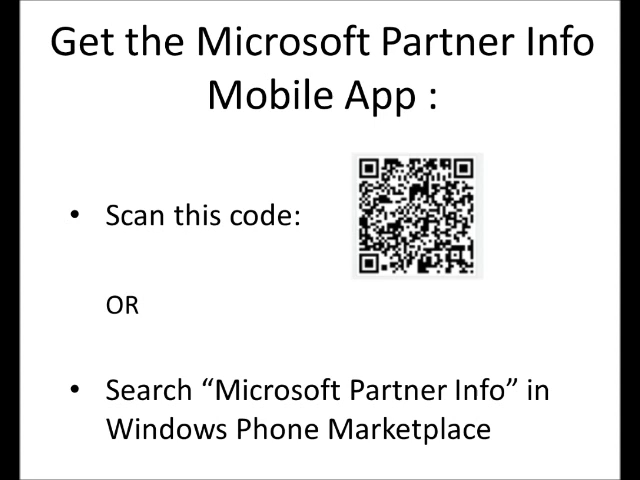 Get the Microsoft Partner Info
Mobile App :
• Scan this code:
OR
• Search “Microsoft Partner Info” in
Windows Phone Marketplace